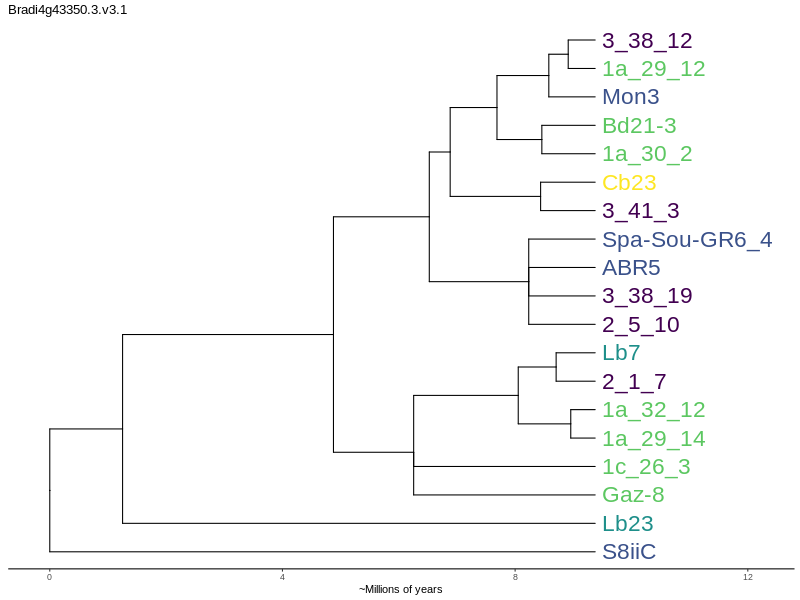 Bradi4g43350.3.v3.1
3_38_12
1a_29_12
Mon3
Bd21-3
1a_30_2
Cb23
3_41_3
Spa-Sou-GR6_4
ABR5
3_38_19
2_5_10
Lb7
2_1_7
1a_32_12
1a_29_14
1c_26_3
Gaz-8
Lb23
S8iiC
0 4 8 12
~Millions of years